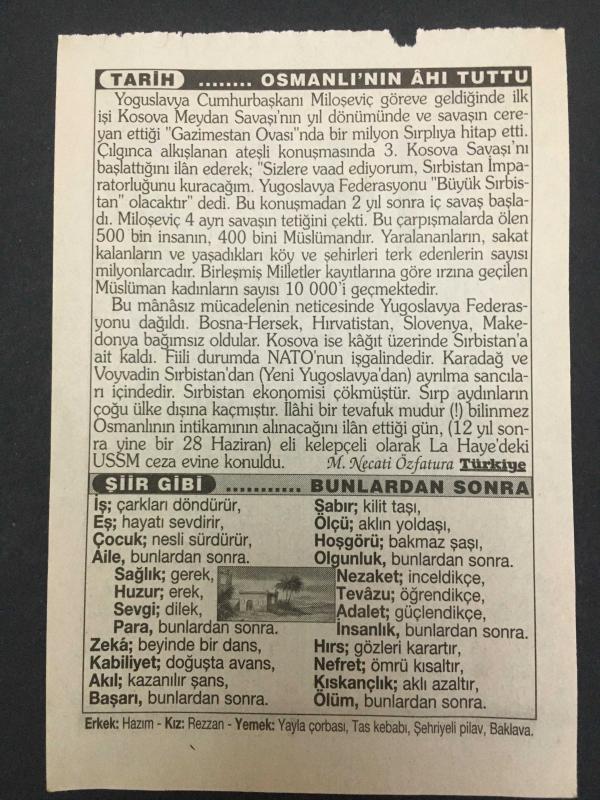 TARİH ........ OSMANLI'NIN ÂHI TUTTU
Yoguslavya Cumhurbaşkanı Miloşeviç göreve geldiğinde ilk
işi Kosova Meydan Savaşı'nın yıl dönümünde ve savaşın cere-
yan ettiği "Gazimestan Ovası"nda bir milyon Sırplıya hitap etti.
Çılgınca alkışlanan ateşli konuşmasında 3. Kosova Savaşı'nı
başlattığını ilân ederek; "Sizlere vaad ediyorum, Sırbistan İmpa-
ratorluğunu kuracağım. Yugoslavya Federasyonu "Büyük Sırbis-
tan" olacaktır" dedi. Bu konuşmadan 2 yıl sonra iç savaş başla-
dı. Miloşeviç 4 ayrı savaşın tetiğini çekti. Bu çarpışmalarda ölen
500 bin insanın, 400 bini Müslümandır. Yaralananların, sakat
kalanların ve yaşadıkları köy ve şehirleri terk edenlerin sayısı
milyonlarcadır. Birleşmiş Milletler kayıtlarına göre ırzına geçilen
Müslüman kadınların sayısı 10 000'i geçmektedir.
Bu mânâsız mücadelenin neticesinde Yugoslavya Federas-
yonu dağıldı. Bosna-Hersek, Hırvatistan, Slovenya, Make-
donya bağımsız oldular. Kosova ise kâğıt üzerinde Sırbistan'a
ait kaldı. Fiili durumda NATO'nun işgalindedir. Karadağ ve
Voyvadin Sırbistan'dan (Yeni Yugoslavya'dan) ayrılma sancıla-
rı içindedir. Sırbistan ekonomisi çökmüştür. Sırp aydınların
çoğu ülke dışına kaçmıştır. İlâhi bir tevafuk mudur (!) bilinmez
Osmanlının intikamının alınacağını ilân ettiği gün, (12 yıl son-
ra yine bir 28 Haziran) eli kelepçeli olarak La Haye'deki
USSM ceza evine konuldu. M. Necati Özfatura Türkiye
ŞİİR GİBİ ........... BUNLARDAN SONRA
İş; çarkları döndürür,
Eş; hayatı sevdirir,
Çocuk; nesli sürdürür,
Âile, bunlardan sonra.
Sağlık; gerek,
Huzur; erek,
Sevgi; dilek,
Para, bunlardan sonra.
Zekâ; beyinde bir dans,
Kabiliyet; doğuşta avans,
Akıl; kazanılır şans,
Başarı, bunlardan sonra.
Şabır; kilit taşı,
Ölçü; aklın yoldaşı,
Hoşgörü; bakmaz şaşı,
Olgunluk, bunlardan sonra.
Nezaket; inceldikçe,
Tevâzu; öğrendikçe,
Adalet; güçlendikçe,
İnsanlık, bunlardan sonra.
Hırs; gözleri karartır,
Nefret; ömrü kısaltır,
Kıskançlık; aklı azaltır,
Ölüm, bunlardan sonra.
Erkek: Hazım - Kız: Rezzan - Yemek: Yayla çorbası, Tas kebabı, Şehriyeli pilav, Baklava.